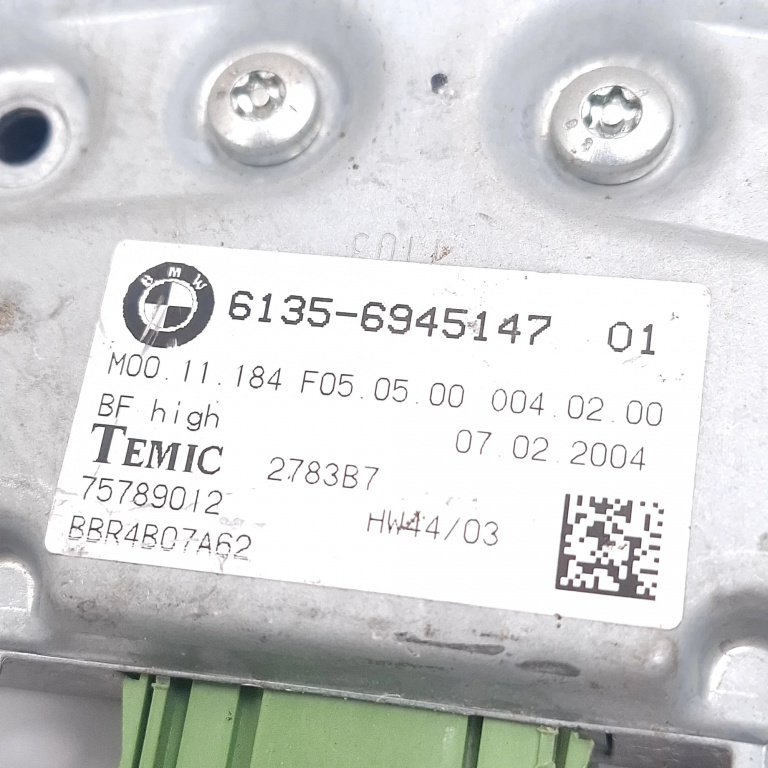 BMW 6135-6945147 01
M00.11.184 F05.05.00 004.02.00
BF high 07.02.2004
TEMIC 2783B7
75789012 HW44/03
BBR4B07A62